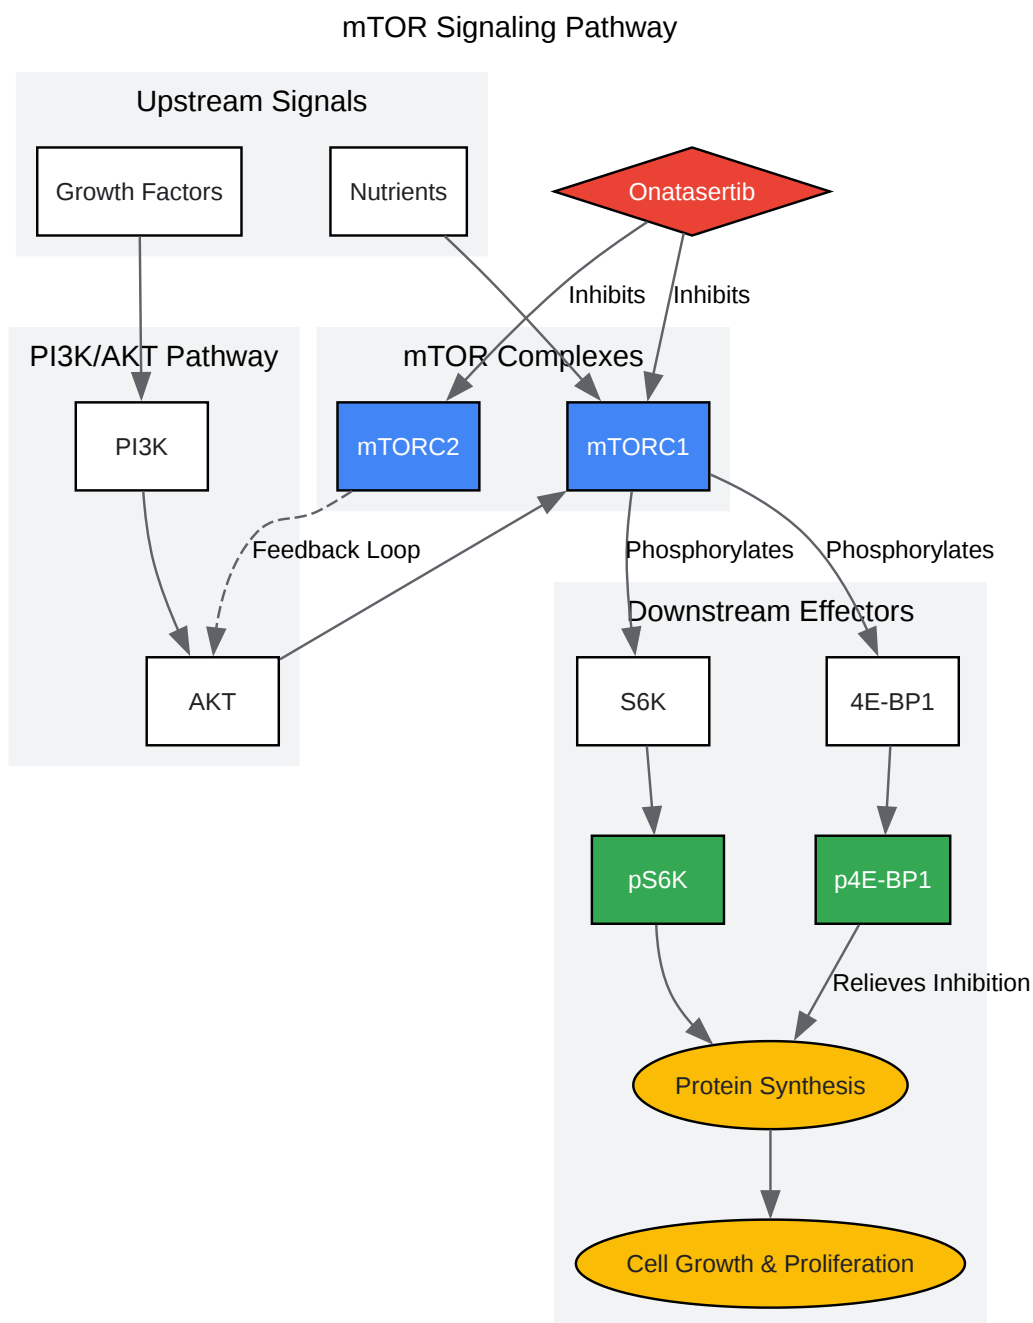 mTOR Signaling Pathway
Upstream Signals
Growth Factors
Nutrients
Onatasertib
Inhibits
Inhibits
PI3K/AKT Pathway
mTOR Complexes
PI3K
mTORC2
mTORC1
Feedback Loop
Phosphorylates
Phosphorylates
Downstream Effectors
AKT
S6K
4E-BP1
pS6K
p4E-BP1
Relieves Inhibition
Protein Synthesis
Cell Growth & Proliferation